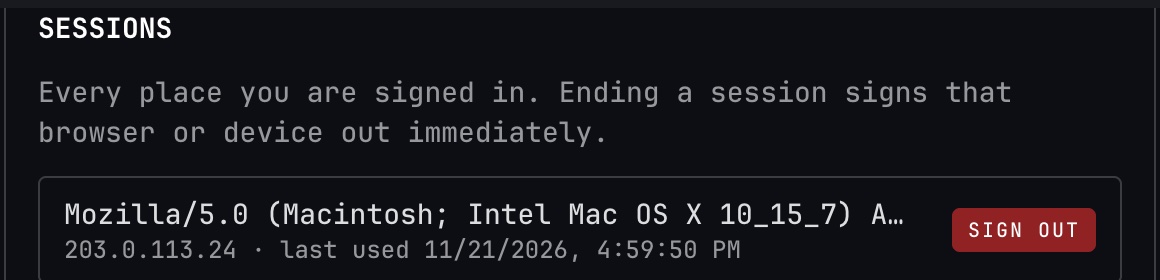 SESSIONS
Every place you are signed in. Ending a session signs that
browser or device out immediately.
Mozilla/5.0 (Macintosh; Intel Mac OS X 10_15_7) A…
SIGN OUT
203.0.113.24 · last used 11/21/2026, 4:59:50 PM